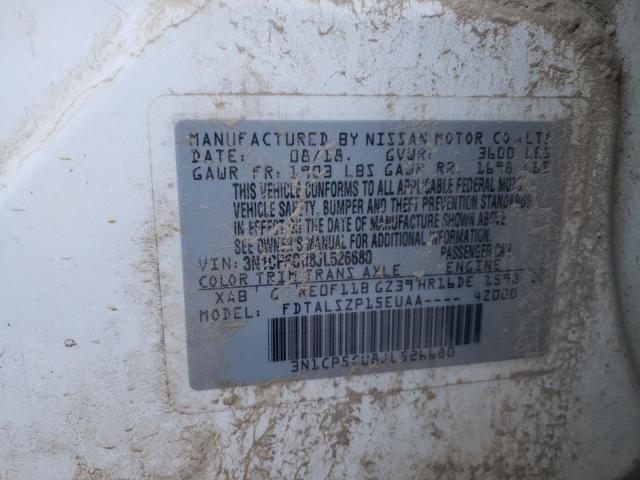 MANUFACTURED BY NISSAN MOTOR CO.,LTD
DATE: 08/18. GVWR: 3600 LBS
GAWR FR: 1903 LBS GAWR RR: 1698 LBS
THIS VEHICLE CONFORMS TO ALL APPLICABLE FEDERAL MOTOR
VEHICLE SAFETY, BUMPER AND THEFT PREVENTION STANDARDS
IN EFFECT ON THE DATE OF MANUFACTURE SHOWN ABOVE.
SEE OWNER'S MANUAL FOR ADDITIONAL INFORMATION.
VIN: 3N1CP5CU8JL526680 PASSENGER CAR
COLOR TRIM TRANS AXLE ENGINE
XAB G RE0F11B GZ39 HR16DE 1598
FDTALSZP15EUAA---- 4Z000
3N1CP5CU8JL526680